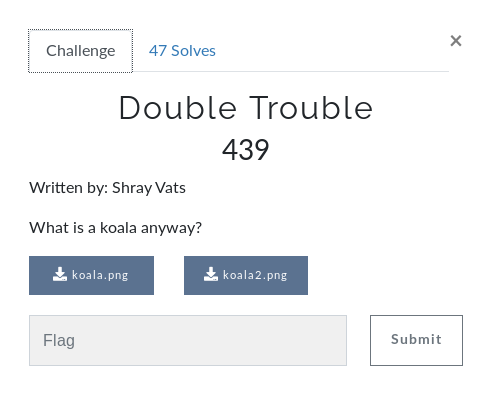 Challenge
47 Solves
×
Double Trouble
439
Written by: Shray Vats
What is a koala anyway?
koala.png
koala2.png
Flag
Submit